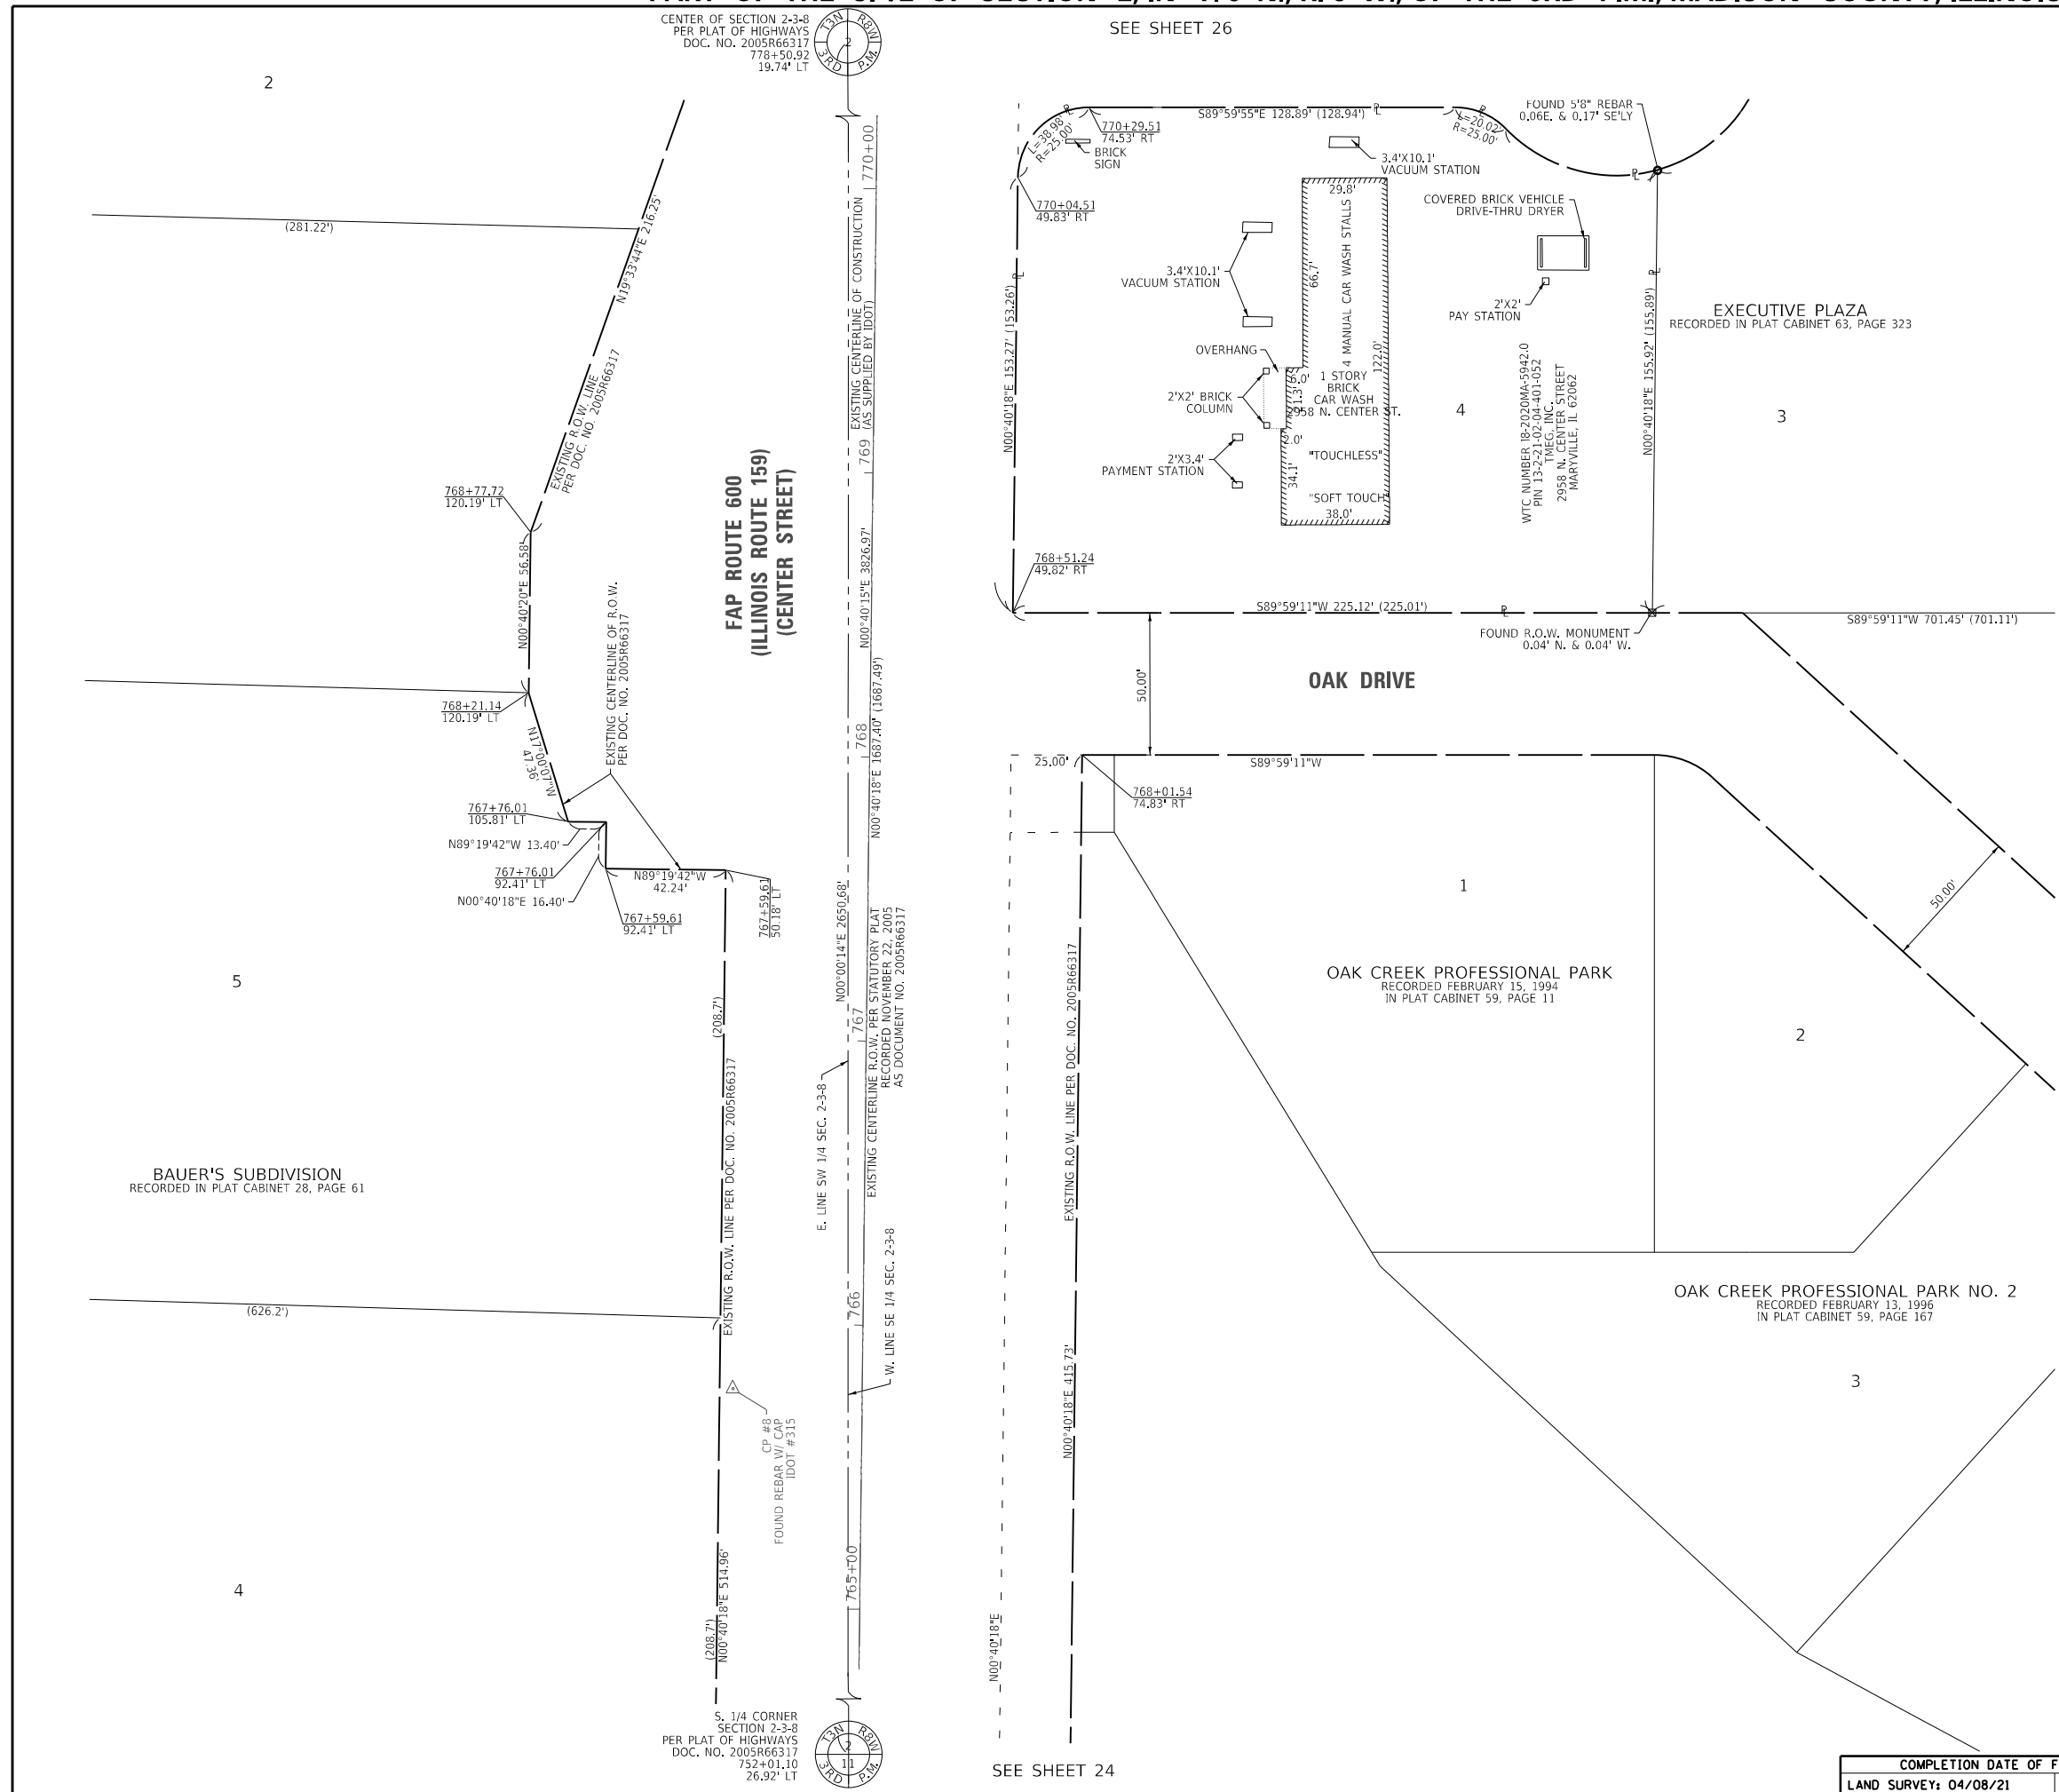 CENTER OF SECTION 2-3-8
PER PLAT OF HIGHWAYS
DOC. NO. 2005R66317
778+50.92
19.74' LT
T3N
R8W
2
3RD
P.M.
SEE SHEET 26
2
(281.22')
N19°33'44"E 216.25'
EXISTING R.O.W. LINE
PER DOC. NO. 2005R66317
768+77.72
120.19' LT
N00°40'20"E 56.58'
768+21.14
120.19' LT
N17°00'07"W
47.36'
EXISTING CENTERLINE OF R.O.W.
PER DOC. NO. 2005R66317
767+76.01
105.81' LT
N89°19'42"W 13.40'
767+76.01
92.41' LT
N00°40'18"E 16.40'
N89°19'42"W
42.24'
767+59.61
92.41' LT
767+59.61
50.18' LT
5
(208.7')
EXISTING R.O.W. LINE PER DOC. NO. 2005R66317
BAUER'S SUBDIVISION
RECORDED IN PLAT CABINET 28, PAGE 61
(626.2')
CP #8
FOUND REBAR W/ CAP
IDOT #315
4
(208.7')
N00°40'18"E 514.96'
S. 1/4 CORNER
SECTION 2-3-8
PER PLAT OF HIGHWAYS
DOC. NO. 2005R66317
752+01.10
26.92' LT
T3N
R8W
2
11
3RD
P.M.
FAP ROUTE 600
(ILLINOIS ROUTE 159)
(CENTER STREET)
770+00
EXISTING CENTERLINE OF CONSTRUCTION
(AS SUPPLIED BY IDOT)
769
N00°40'15"E 3826.97'
768
N00°40'18"E 1687.40' (1687.49')
N00°00'14"E 2650.68'
767
EXISTING CENTERLINE R.O.W. PER STATUTORY PLAT
RECORDED NOVEMBER 22, 2005
AS DOCUMENT NO. 2005R66317
E. LINE SW 1/4 SEC. 2-3-8
766
W. LINE SE 1/4 SEC. 2-3-8
765+00
L=38.98'
R=25.00'
770+29.51
74.53' RT
BRICK
SIGN
770+04.51
49.83' RT
S89°59'55"E 128.89' (128.94')
L=20.02'
R=25.00'
FOUND 5'8" REBAR
0.06E. & 0.17' SE'LY
3.4'X10.1'
VACUUM STATION
29.8'
COVERED BRICK VEHICLE
DRIVE-THRU DRYER
4 MANUAL CAR WASH STALLS
66.7'
3.4'X10.1'
VACUUM STATION
2'X2'
PAY STATION
EXECUTIVE PLAZA
RECORDED IN PLAT CABINET 63, PAGE 323
N00°40'18"E 153.27' (153.26')
N00°40'18"E 155.92' (155.89')
OVERHANG
122.0'
6.0'
1 STORY
BRICK
CAR WASH
2958 N. CENTER ST.
2'X2' BRICK
COLUMN
2.0'
"TOUCHLESS"
2'X3.4'
PAYMENT STATION
34.1'
"SOFT TOUCH"
38.0'
4
3
WTC NUMBER 18-2020MA-5942.0
PIN 13-2-21-02-04-401-052
TMEG, INC.
2958 N. CENTER STREET
MARYVILLE, IL 62062
768+51.24
49.82' RT
S89°59'11"W 225.12' (225.01')
FOUND R.O.W. MONUMENT
0.04' N. & 0.04' W.
S89°59'11"W 701.45' (701.11')
50.00'
OAK DRIVE
25.00'
768+01.54
74.83' RT
S89°59'11"W
1
50.00'
OAK CREEK PROFESSIONAL PARK
RECORDED FEBRUARY 15, 1994
IN PLAT CABINET 59, PAGE 11
2
EXISTING R.O.W. LINE PER DOC. NO. 2005R66317
N00°40'18"E 415.73'
OAK CREEK PROFESSIONAL PARK NO. 2
RECORDED FEBRUARY 13, 1996
IN PLAT CABINET 59, PAGE 167
3
N00°40'18"E
SEE SHEET 24
COMPLETION DATE OF F
LAND SURVEY: 04/08/21